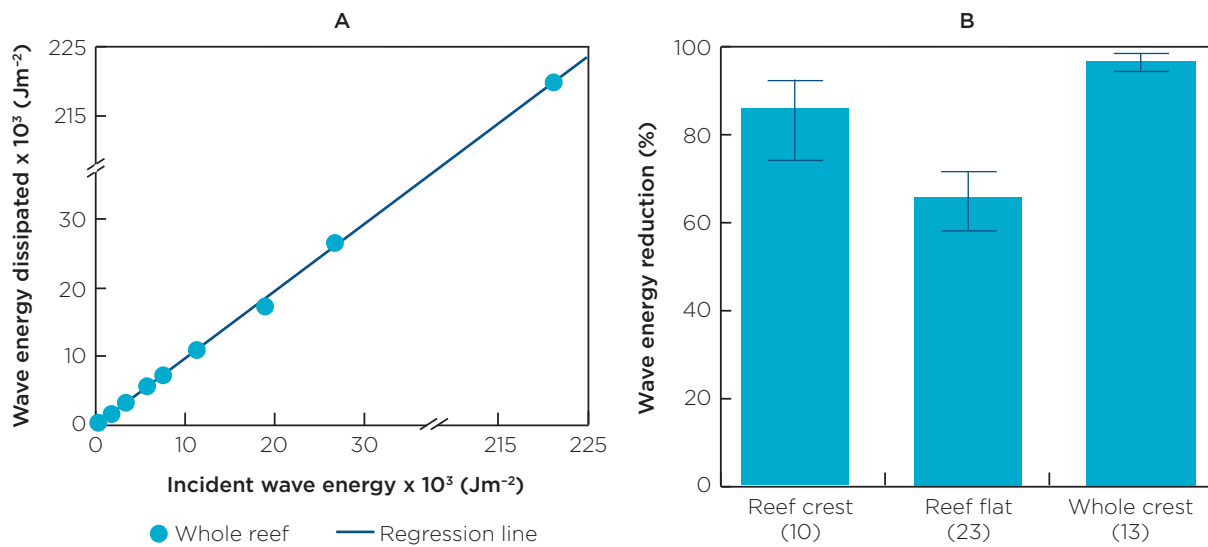 A
Wave energy dissipated x 10³ (Jm⁻²)
225
215
30
20
10
0
0
10
20
30
215
225
Incident wave energy x 10³ (Jm⁻²)
Whole reef
Regression line
B
Wave energy reduction (%)
100
80
60
40
20
0
Reef crest
(10)
Reef flat
(23)
Whole crest
(13)